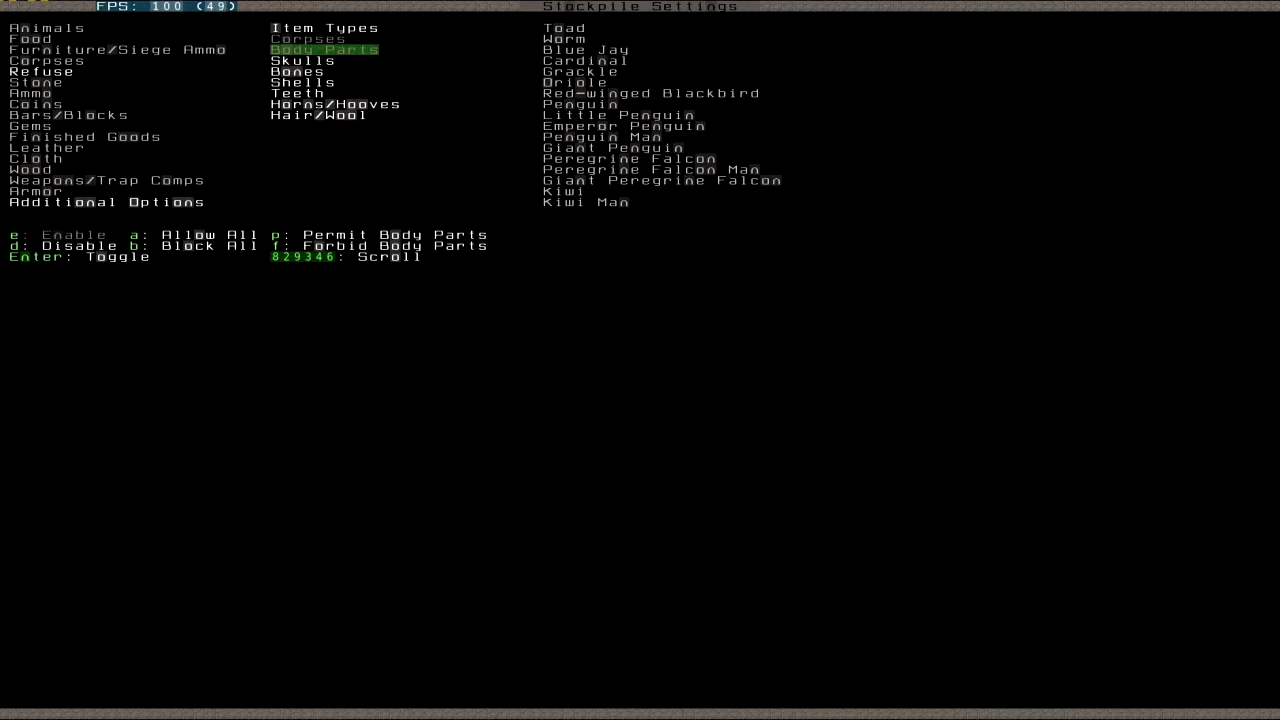 FPS: 100 (49) Stockpile Settings
Animals Item Types Toad
Food Corpses Worm
Furniture/Siege Ammo Body Parts Blue Jay
Corpses Skulls Cardinal
Refuse Bones Grackle
Stone Shells Oriole
Ammo Teeth Red-winged Blackbird
Coins Horns/Hooves Penguin
Bars/Blocks Hair/Wool Little Penguin
Gems Emperor Penguin
Finished Goods Penguin Man
Leather Giant Penguin
Cloth Peregrine Falcon
Wood Peregrine Falcon Man
Weapons/Trap Comps Giant Peregrine Falcon
Armor Kiwi
Additional Options Kiwi Man
e: Enable a: Allow All p: Permit Body Parts
d: Disable b: Block All f: Forbid Body Parts
Enter: Toggle 829346: Scroll